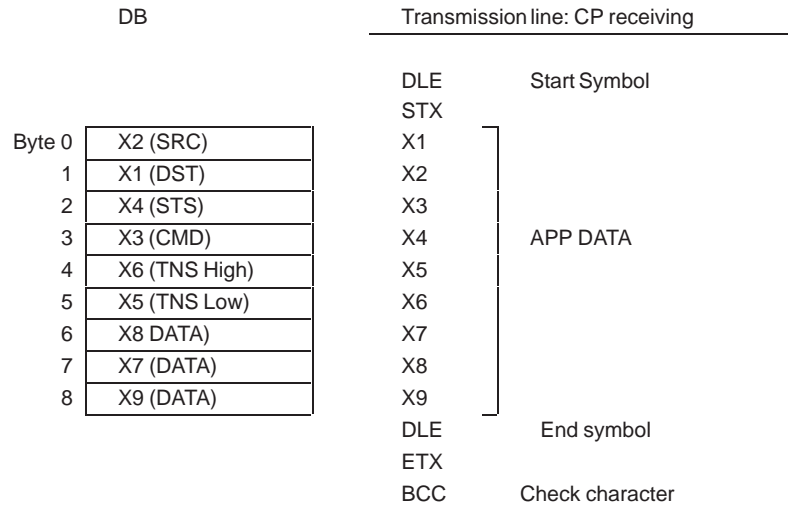 DB Transmission line: CP receiving
DLE Start Symbol
STX
Byte 0 X2 (SRC) X1
1 X1 (DST) X2
2 X4 (STS) X3
3 X3 (CMD) X4 APP DATA
4 X6 (TNS High) X5
5 X5 (TNS Low) X6
6 X8 DATA) X7
7 X7 (DATA) X8
8 X9 (DATA) X9
DLE End symbol
ETX
BCC Check character